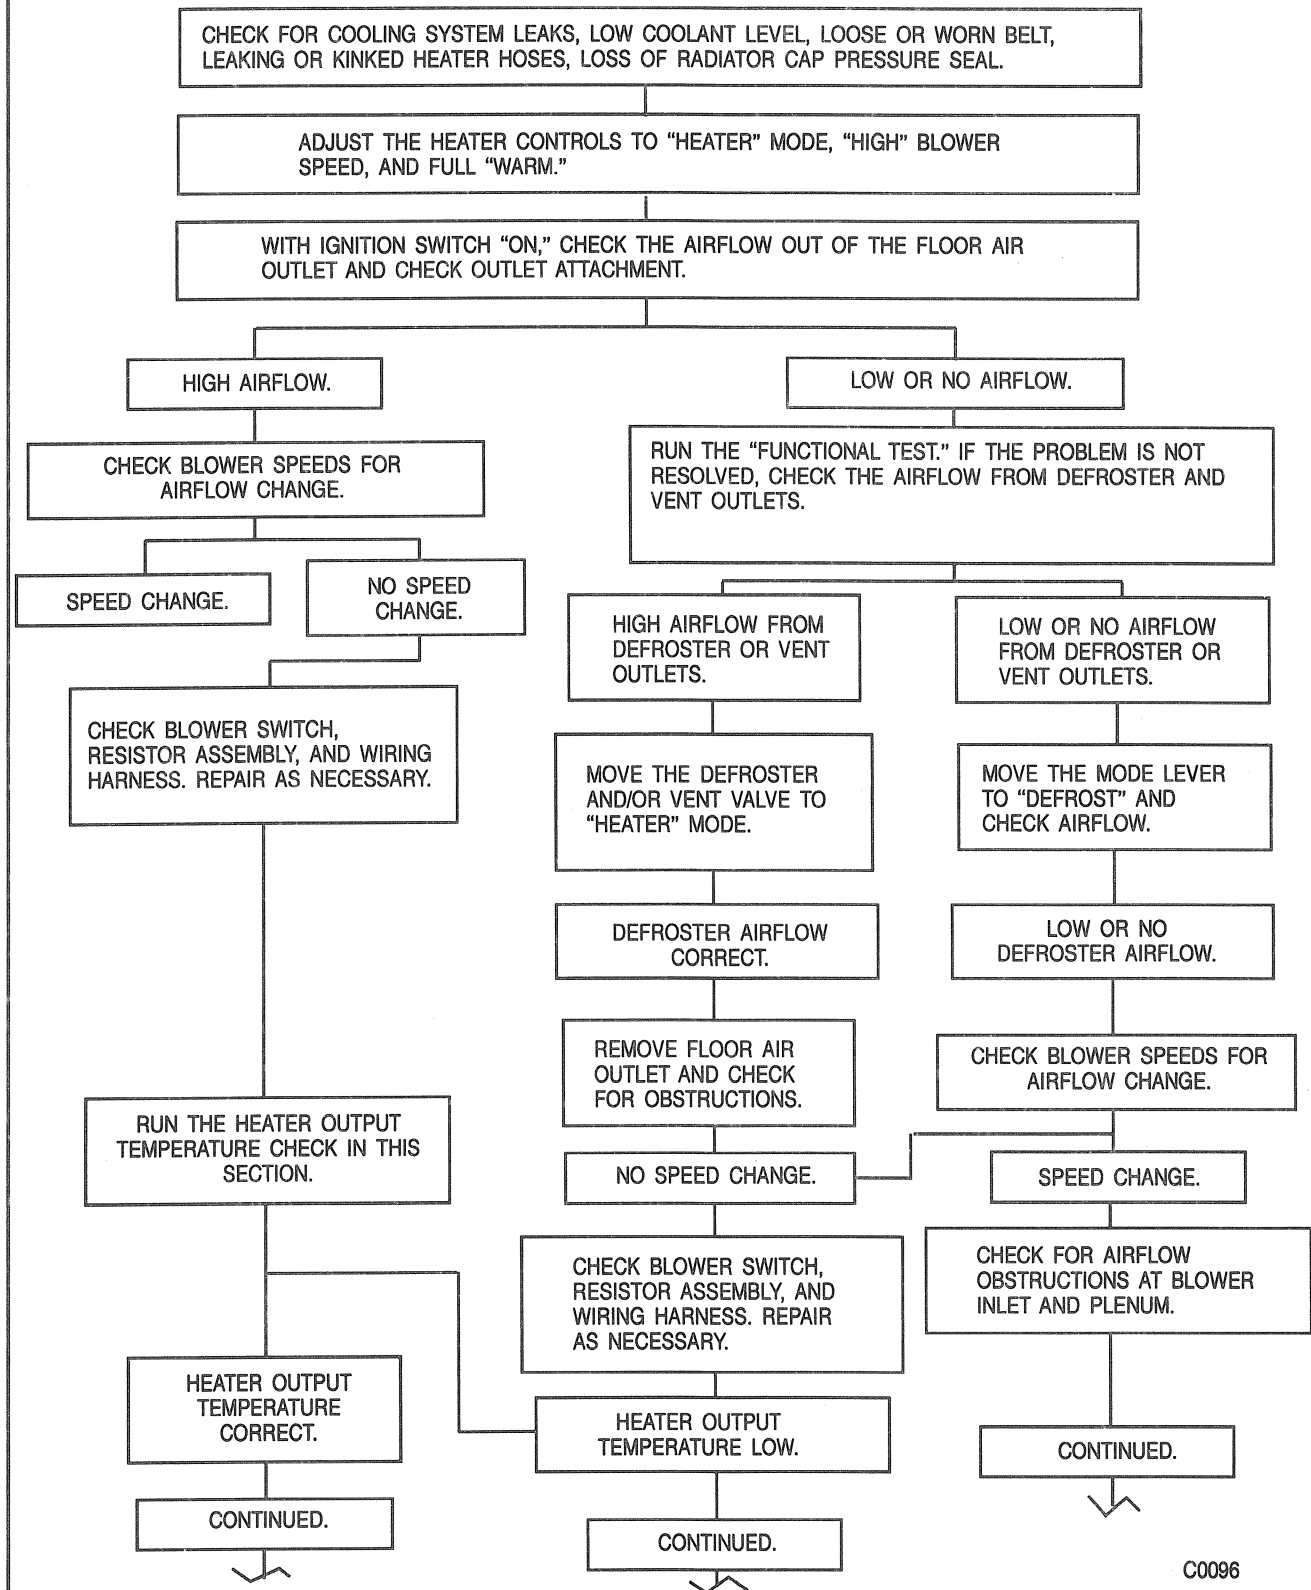 CHECK FOR COOLING SYSTEM LEAKS, LOW COOLANT LEVEL, LOOSE OR WORN BELT,
LEAKING OR KINKED HEATER HOSES, LOSS OF RADIATOR CAP PRESSURE SEAL.
ADJUST THE HEATER CONTROLS TO “HEATER” MODE, “HIGH” BLOWER
SPEED, AND FULL “WARM.”
WITH IGNITION SWITCH “ON,” CHECK THE AIRFLOW OUT OF THE FLOOR AIR
OUTLET AND CHECK OUTLET ATTACHMENT.
HIGH AIRFLOW.
LOW OR NO AIRFLOW.
CHECK BLOWER SPEEDS FOR
AIRFLOW CHANGE.
RUN THE “FUNCTIONAL TEST.” IF THE PROBLEM IS NOT
RESOLVED, CHECK THE AIRFLOW FROM DEFROSTER AND
VENT OUTLETS.
SPEED CHANGE.
NO SPEED
CHANGE.
HIGH AIRFLOW FROM
DEFROSTER OR VENT
OUTLETS.
LOW OR NO AIRFLOW
FROM DEFROSTER OR
VENT OUTLETS.
CHECK BLOWER SWITCH,
RESISTOR ASSEMBLY, AND WIRING
HARNESS. REPAIR AS NECESSARY.
MOVE THE DEFROSTER
AND/OR VENT VALVE TO
“HEATER” MODE.
MOVE THE MODE LEVER
TO “DEFROST” AND
CHECK AIRFLOW.
DEFROSTER AIRFLOW
CORRECT.
LOW OR NO
DEFROSTER AIRFLOW.
REMOVE FLOOR AIR
OUTLET AND CHECK
FOR OBSTRUCTIONS.
CHECK BLOWER SPEEDS FOR
AIRFLOW CHANGE.
RUN THE HEATER OUTPUT
TEMPERATURE CHECK IN THIS
SECTION.
NO SPEED CHANGE.
SPEED CHANGE.
CHECK BLOWER SWITCH,
RESISTOR ASSEMBLY, AND
WIRING HARNESS. REPAIR
AS NECESSARY.
CHECK FOR AIRFLOW
OBSTRUCTIONS AT BLOWER
INLET AND PLENUM.
HEATER OUTPUT
TEMPERATURE
CORRECT.
HEATER OUTPUT
TEMPERATURE LOW.
CONTINUED.
CONTINUED.
CONTINUED.
C0096